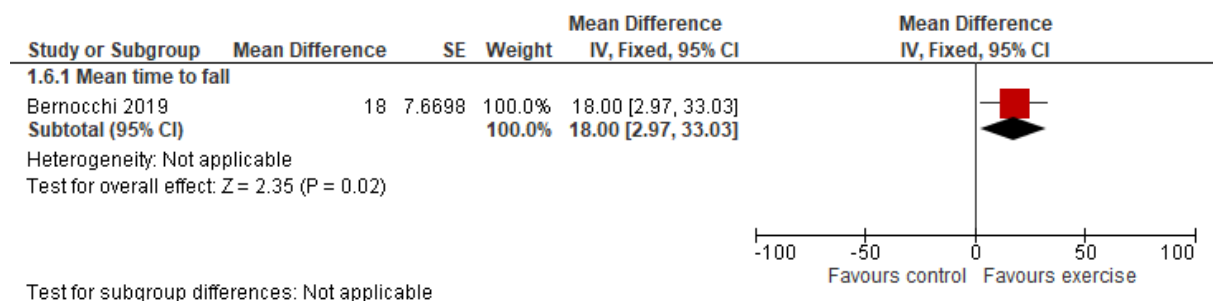 Mean Difference Mean Difference
Study or Subgroup Mean Difference SE Weight IV, Fixed, 95% CI IV, Fixed, 95% CI
1.6.1 Mean time to fall
Bernocchi 2019 18 7.6698 100.0% 18.00 [2.97, 33.03]
Subtotal (95% CI) 100.0% 18.00 [2.97, 33.03]
Heterogeneity: Not applicable
Test for overall effect: Z = 2.35 (P = 0.02)
-100 -50 0 50 100
Favours control Favours exercise
Test for subgroup differences: Not applicable